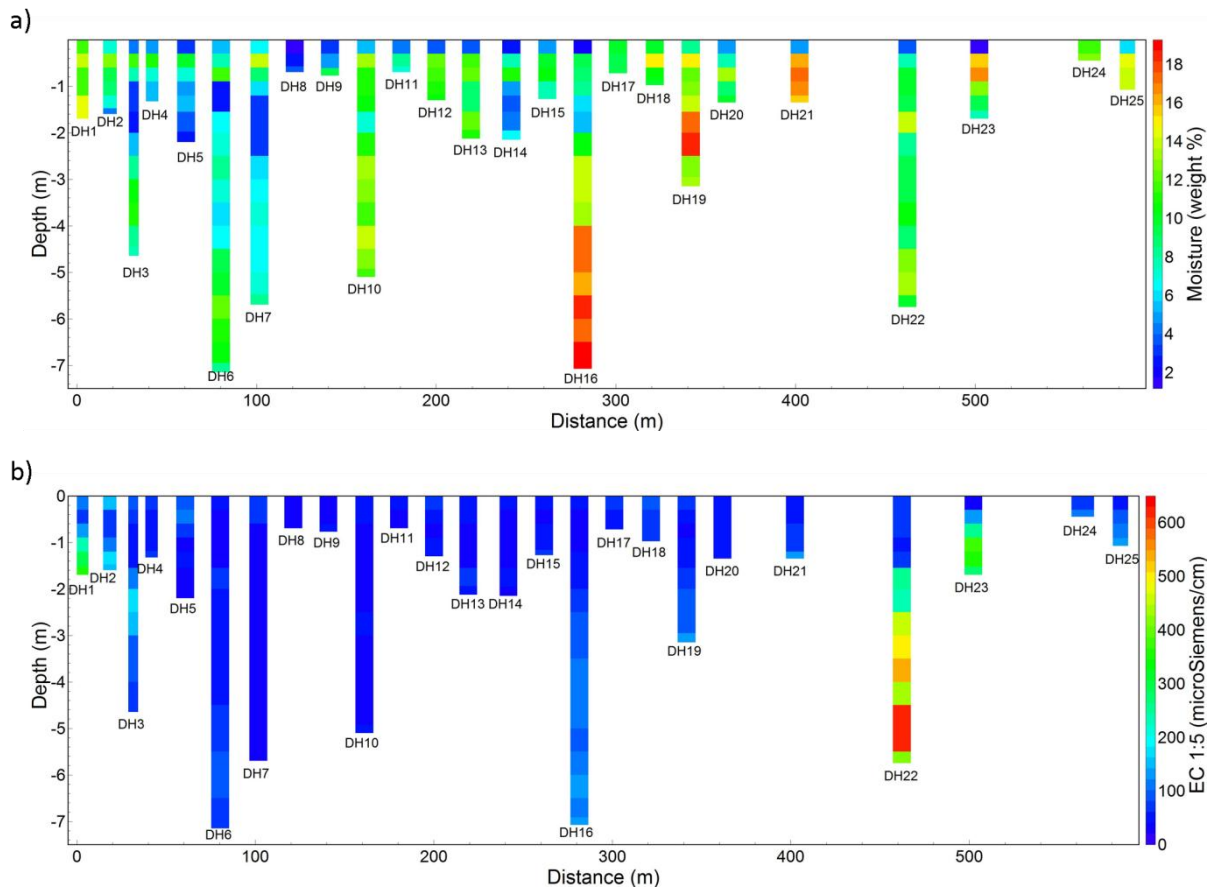 a)
18
16
14
12
10
8
6
4
2
Moisture (weight %)
-1
-2
-3
-4
-5
-6
-7
Depth (m)
DH1
DH2
DH3
DH4
DH5
DH6
DH7
DH8
DH9
DH10
DH11
DH12
DH13
DH14
DH15
DH16
DH17
DH18
DH19
DH20
DH21
DH22
DH23
DH24
DH25
0 100 200 300 400 500
Distance (m)
b)
0
-1
-2
-3
-4
-5
-6
-7
Depth (m)
DH1
DH2
DH3
DH4
DH5
DH6
DH7
DH8
DH9
DH10
DH11
DH12
DH13
DH14
DH15
DH16
DH17
DH18
DH19
DH20
DH21
DH22
DH23
DH24
DH25
600
500
400
300
200
100
0
EC 1:5 (microSiemens/cm)
0 100 200 300 400 500
Distance (m)